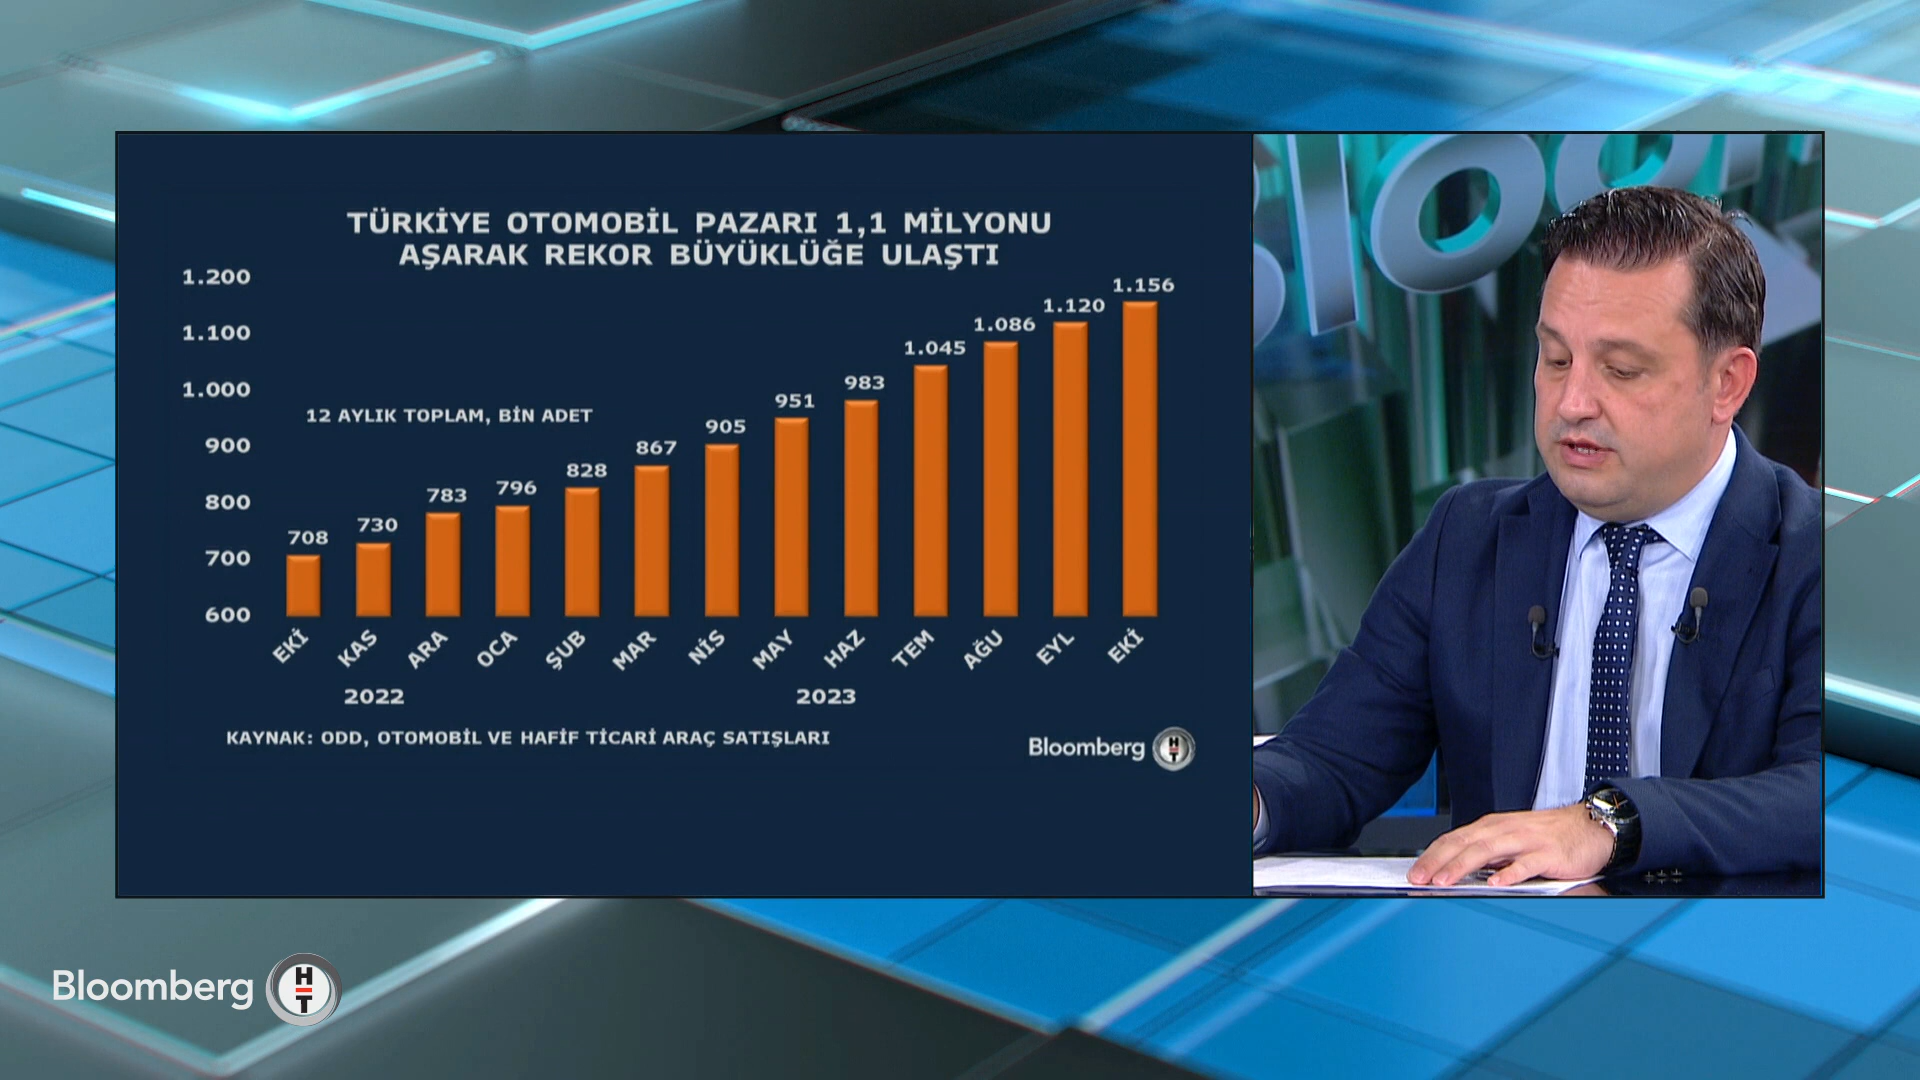 TÜRKİYE OTOMOBİL PAZARI 1,1 MİLYONU
AŞARAK REKOR BÜYÜKLÜĞE ULAŞTI
1.200
1.100
1.000
900
800
700
600
12 AYLIK TOPLAM, BİN ADET
708
730
783
796
828
867
905
951
983
1.045
1.086
1.120
1.156
EKİ
KAS
ARA
OCA
ŞUB
MAR
NİS
MAY
HAZ
TEM
AĞU
EYL
EKİ
2022
2023
KAYNAK: ODD, OTOMOBİL VE HAFİF TİCARİ ARAÇ SATIŞLARI
Bloomberg HT
Bloom
Bloomberg HT